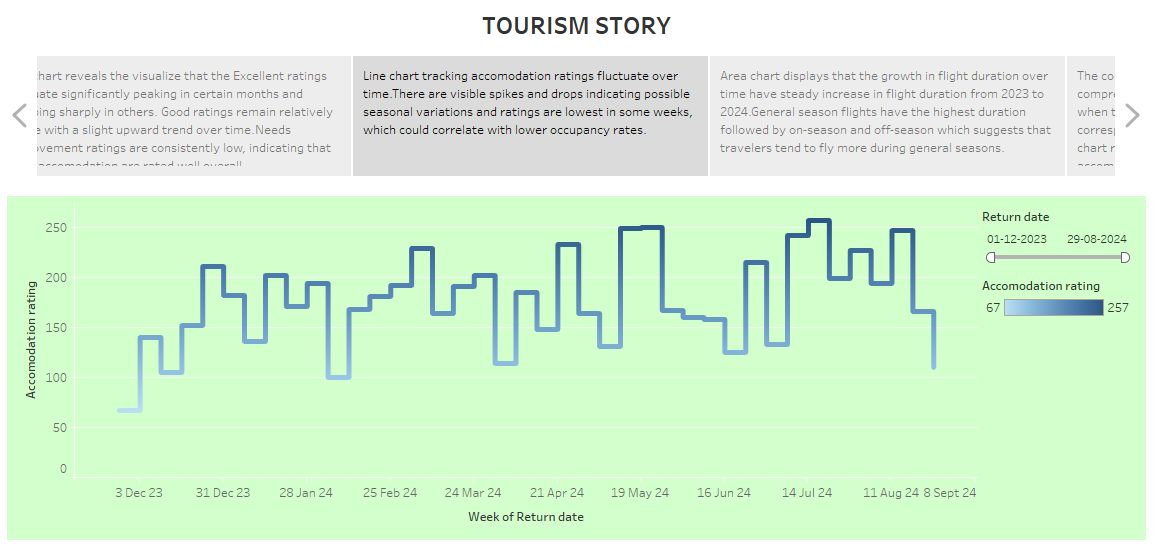 TOURISM STORY
chart reveals the visualize that the Excellent ratings
significantly peaking in certain months and
sharply in others. Good ratings remain relatively
with a slight upward trend over time.Needs
ratings are consistently low, indicating that
accomodation are rated well overall
Line chart tracking accomodation ratings fluctuate over
time.There are visible spikes and drops indicating possible
seasonal variations and ratings are lowest in some weeks,
which could correlate with lower occupancy rates.
Area chart displays that the growth in flight duration over
time have steady increase in flight duration from 2023 to
2024.General season flights have the highest duration
followed by on-season and off-season which suggests that
travelers tend to fly more during general seasons.
The
when
chart
Accomodation rating
250
200
150
100
50
0
3 Dec 23 31 Dec 23 28 Jan 24 25 Feb 24 24 Mar 24 21 Apr 24 19 May 24 16 Jun 24 14 Jul 24 11 Aug 24 8 Sept 24
Week of Return date
Return date
01-12-2023 29-08-2024
Accomodation rating
67 257